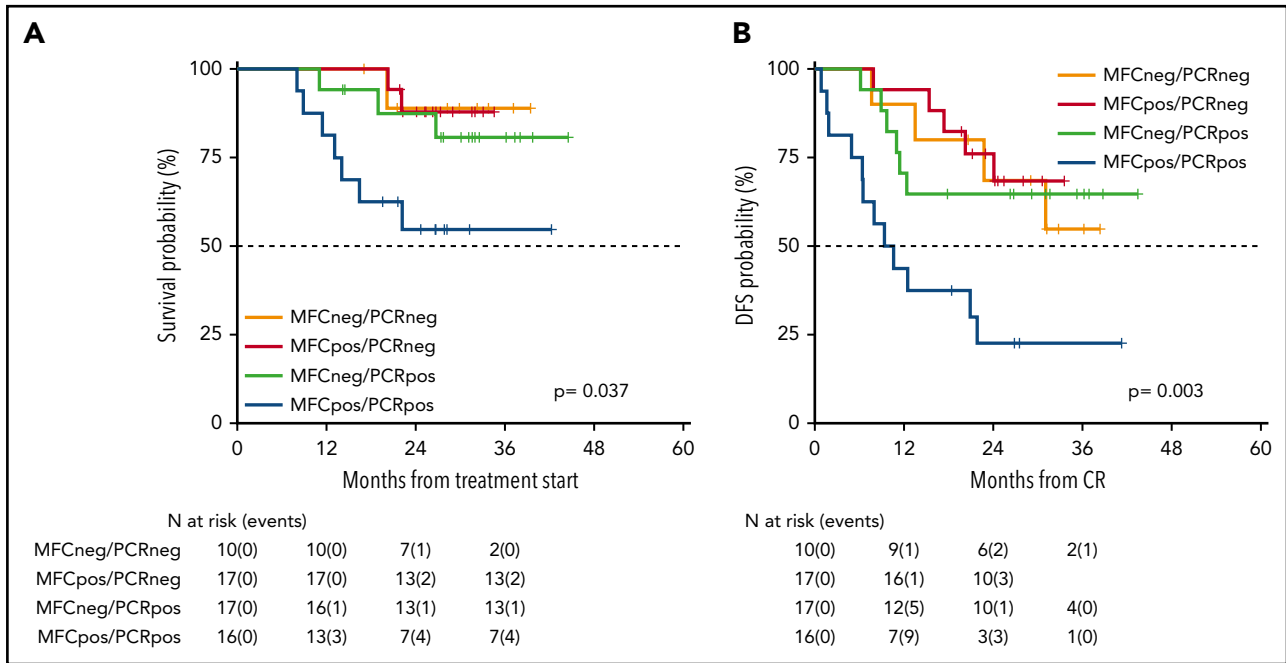 A
100
75
50
25
0
Survival probability (%)
MFCneg/PCRneg
MFCpos/PCRneg
MFCneg/PCRpos
MFCpos/PCRpos
p= 0.037
0 12 24 36 48 60
Months from treatment start
N at risk (events)
MFCneg/PCRneg 10(0) 10(0) 7(1) 2(0)
MFCpos/PCRneg 17(0) 17(0) 13(2) 13(2)
MFCneg/PCRpos 17(0) 16(1) 13(1) 13(1)
MFCpos/PCRpos 16(0) 13(3) 7(4) 7(4)
B
100
75
50
25
0
DFS probability (%)
MFCneg/PCRneg
MFCpos/PCRneg
MFCneg/PCRpos
MFCpos/PCRpos
p= 0.003
0 12 24 36 48 60
Months from CR
N at risk (events)
10(0) 9(1) 6(2) 2(1)
17(0) 16(1) 10(3)
17(0) 12(5) 10(1) 4(0)
16(0) 7(9) 3(3) 1(0)